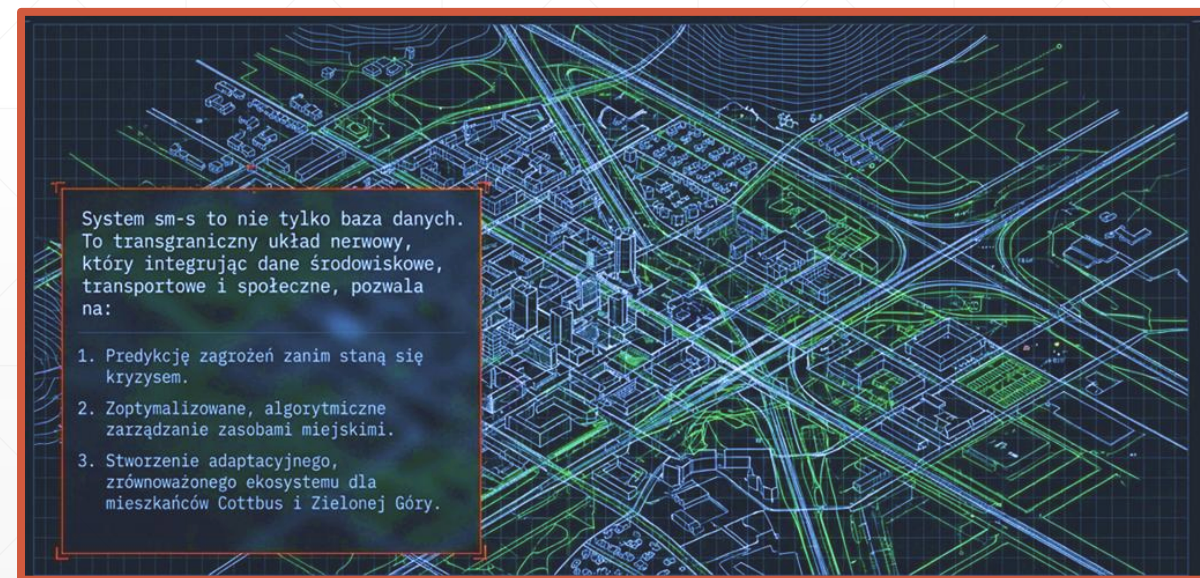 System sm-s to nie tylko baza danych.
To transgraniczny układ nerwowy,
który integrując dane środowiskowe,
transportowe i społeczne, pozwala
na:
1. Predykcję zagrożeń zanim staną się
kryzysem.
2. Zoptymalizowane, algorytmiczne
zarządzanie zasobami miejskimi.
3. Stworzenie adaptacyjnego,
zrównoważonego ekosystemu dla
mieszkańców Cottbus i Zielonej Góry.